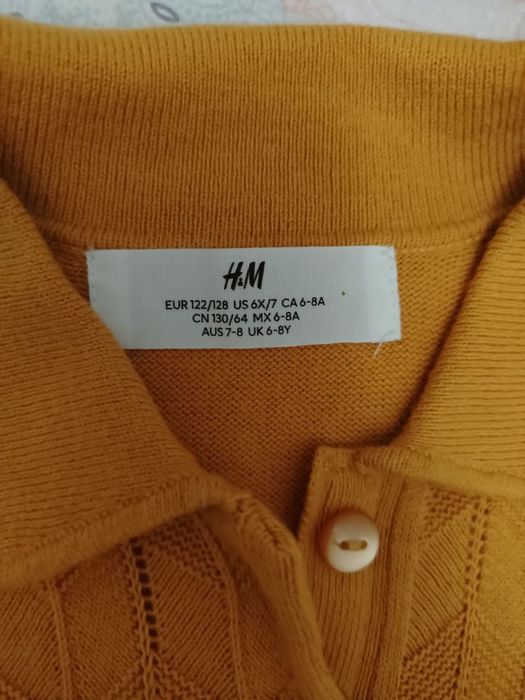 H&M
EUR 122/128 US 6X/7 CA 6-8A
CN 130/64 MX 6-8A
AUS 7-8 UK 6-8Y